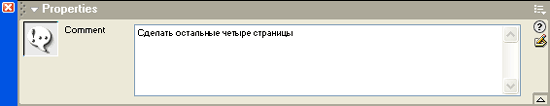 Properties
Comment
Сделать остальные четыре страницы